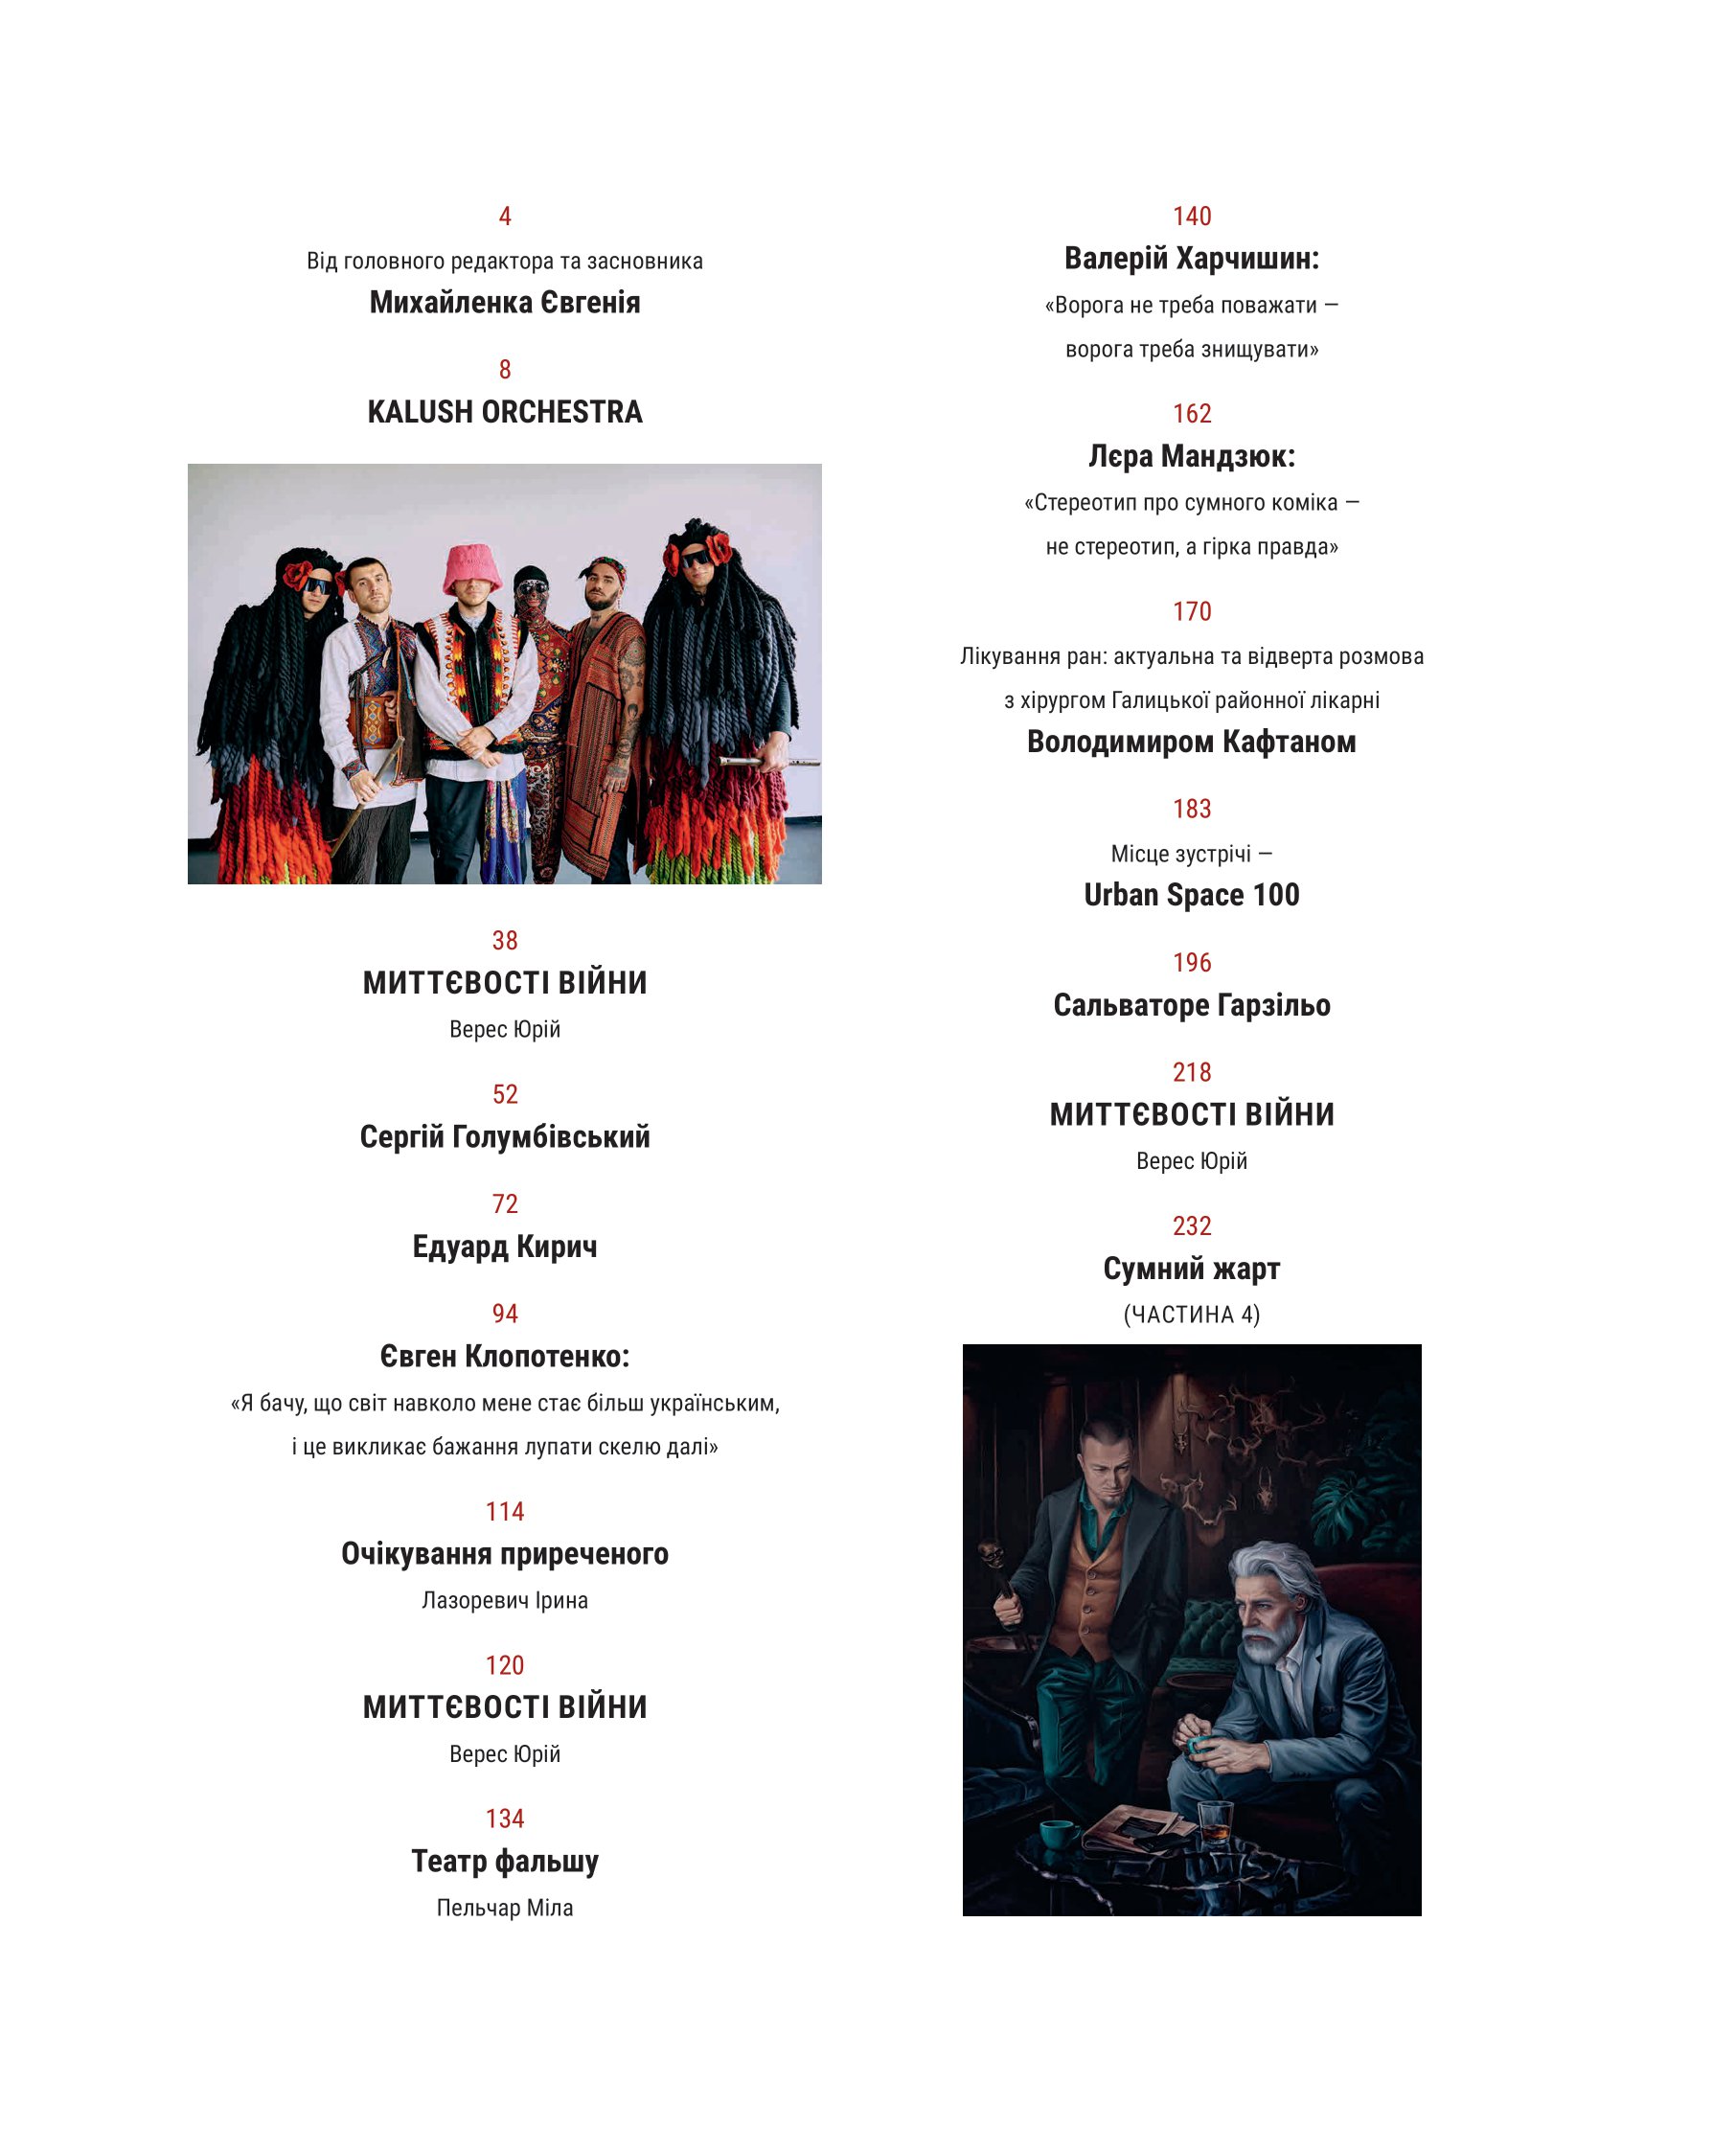 4
Від головного редактора та засновника
Михайленка Євгенія
8
KALUSH ORCHESTRA
38
МИТТЄВОСТІ ВІЙНИ
Верес Юрій
52
Сергій Голумбівський
72
Едуард Кирич
94
Євген Клопотенко:
«Я бачу, що світ навколо мене стає більш українським,
і це викликає бажання лупати скелю далі»
114
Очікування приреченого
Лазоревич Ірина
120
МИТТЄВОСТІ ВІЙНИ
Верес Юрій
134
Театр фальшу
Пельчар Міла
140
Валерій Харчишин:
«Ворога не треба поважати —
ворога треба знищувати»
162
Лєра Мандзюк:
«Стереотип про сумного коміка —
не стереотип, а гірка правда»
170
Лікування ран: актуальна та відверта розмова
з хірургом Галицької районної лікарні
Володимиром Кафтаном
183
Місце зустрічі —
Urban Space 100
196
Сальваторе Гарзільо
218
МИТТЄВОСТІ ВІЙНИ
Верес Юрій
232
Сумний жарт
(ЧАСТИНА 4)